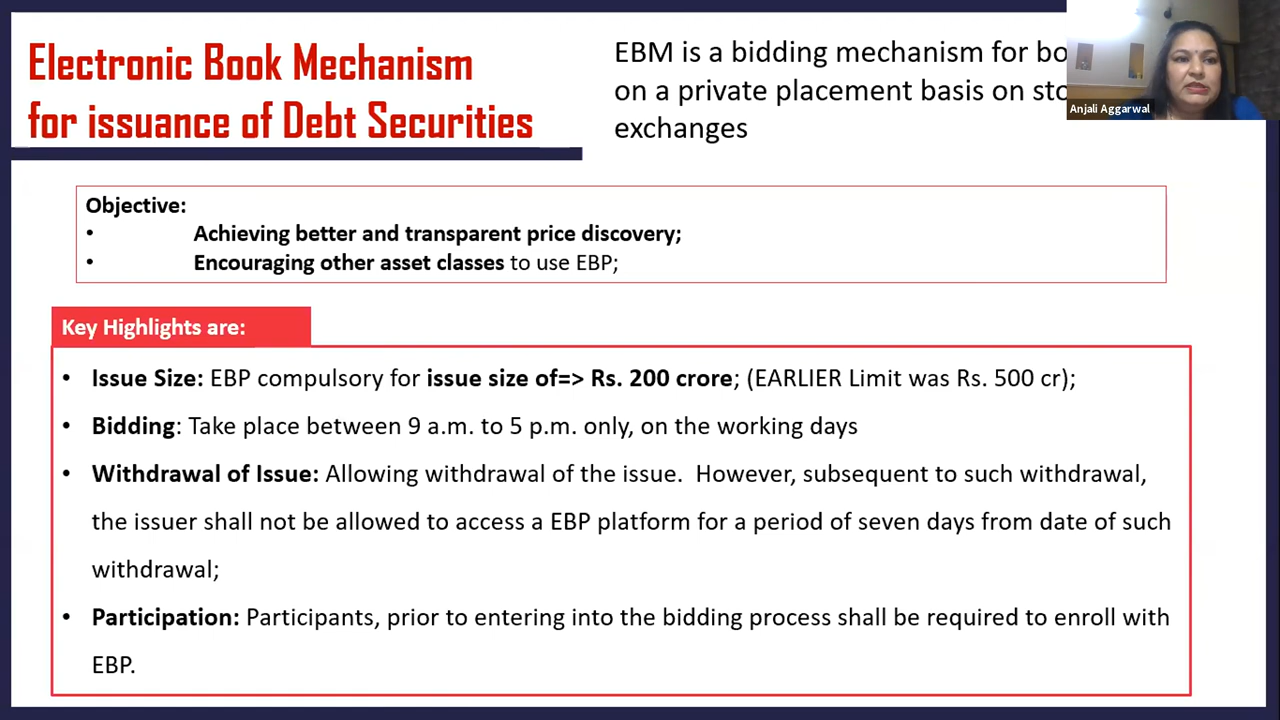 Electronic Book Mechanism
for issuance of Debt Securities
EBM is a bidding mechanism for
on a private placement basis on
exchanges
Anjali Aggarwal
Objective:
• Achieving better and transparent price discovery;
• Encouraging other asset classes to use EBP;
Key Highlights are:
• Issue Size: EBP compulsory for issue size of=> Rs. 200 crore; (EARLIER Limit was Rs. 500 cr);
• Bidding: Take place between 9 a.m. to 5 p.m. only, on the working days
• Withdrawal of Issue: Allowing withdrawal of the issue. However, subsequent to such withdrawal,
the issuer shall not be allowed to access a EBP platform for a period of seven days from date of such
withdrawal;
• Participation: Participants, prior to entering into the bidding process shall be required to enroll with
EBP.